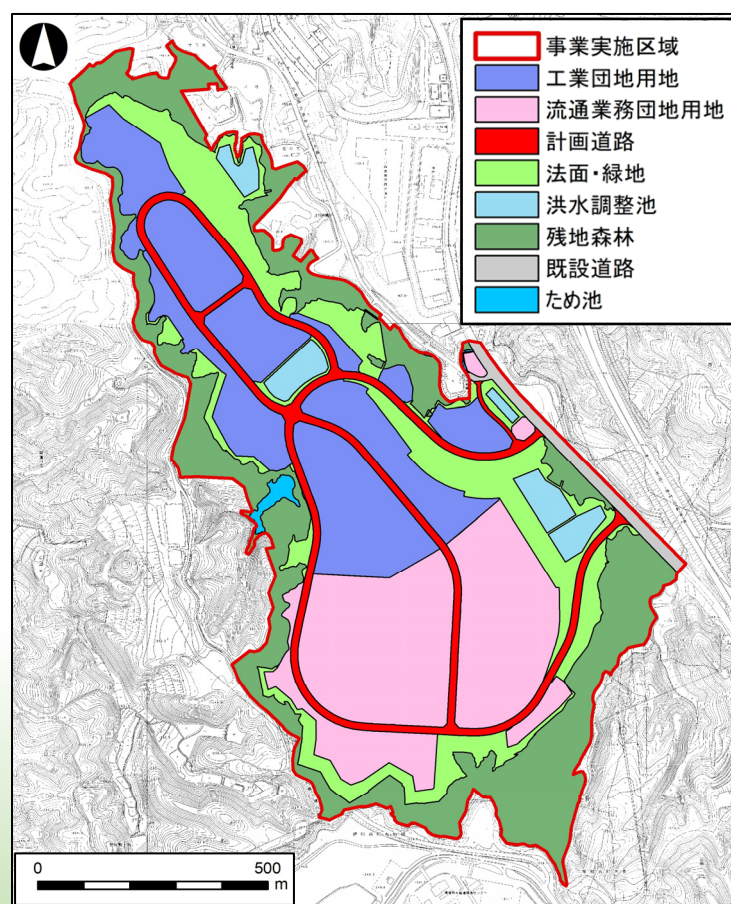 事業実施区域
工業団地用地
流通業務団地用地
計画道路
法面・緑地
洪水調整池
残地森林
既設道路
ため池
0 500
m